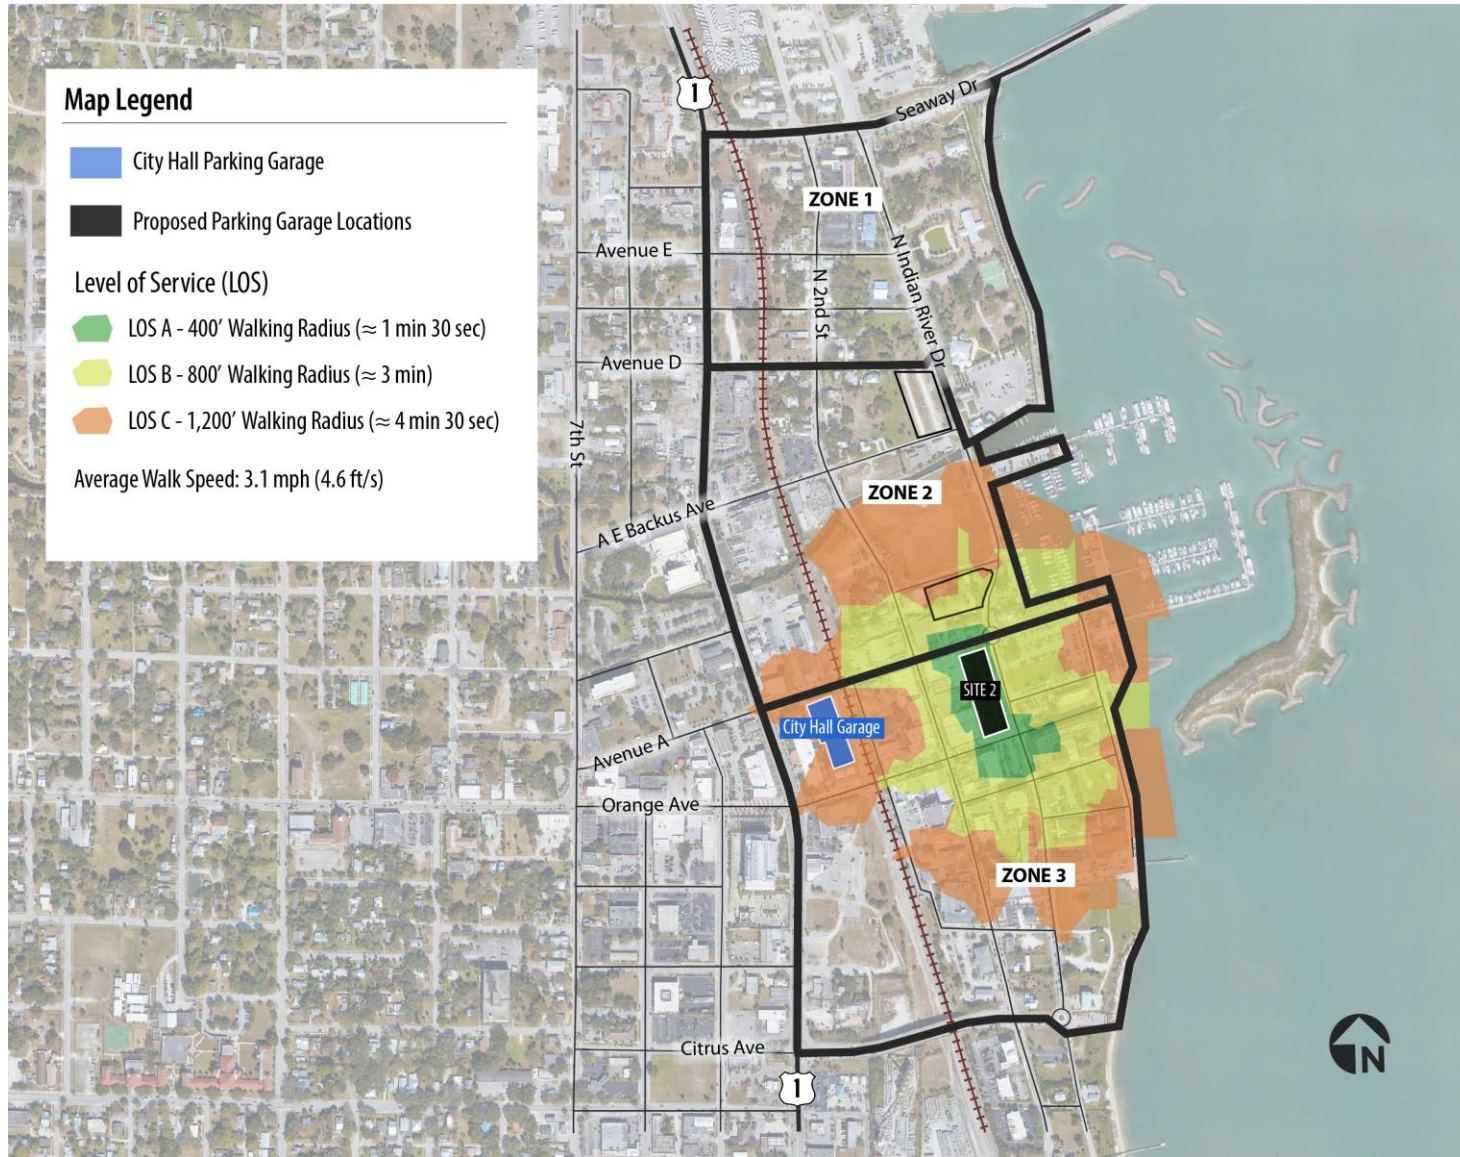 Map Legend
City Hall Parking Garage
Proposed Parking Garage Locations
Level of Service (LOS)
LOS A - 400’ Walking Radius (≈ 1 min 30 sec)
LOS B - 800’ Walking Radius (≈ 3 min)
LOS C - 1,200’ Walking Radius (≈ 4 min 30 sec)
Average Walk Speed: 3.1 mph (4.6 ft/s)
1
Seaway Dr
ZONE 1
Avenue E
N Indian River Dr
N 2nd St
Avenue D
7th St
ZONE 2
A E Backus Ave
SITE 2
City Hall Garage
Avenue A
Orange Ave
ZONE 3
Citrus Ave
1
N